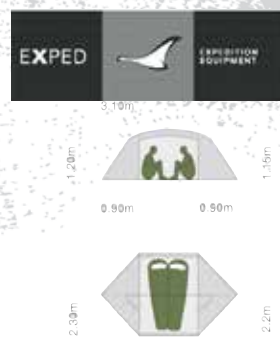 EXPED
EXPEDITION
EQUIPMENT
3.10m
1.20m
1.15m
0.90m 0.90m
2.30m
2.2m